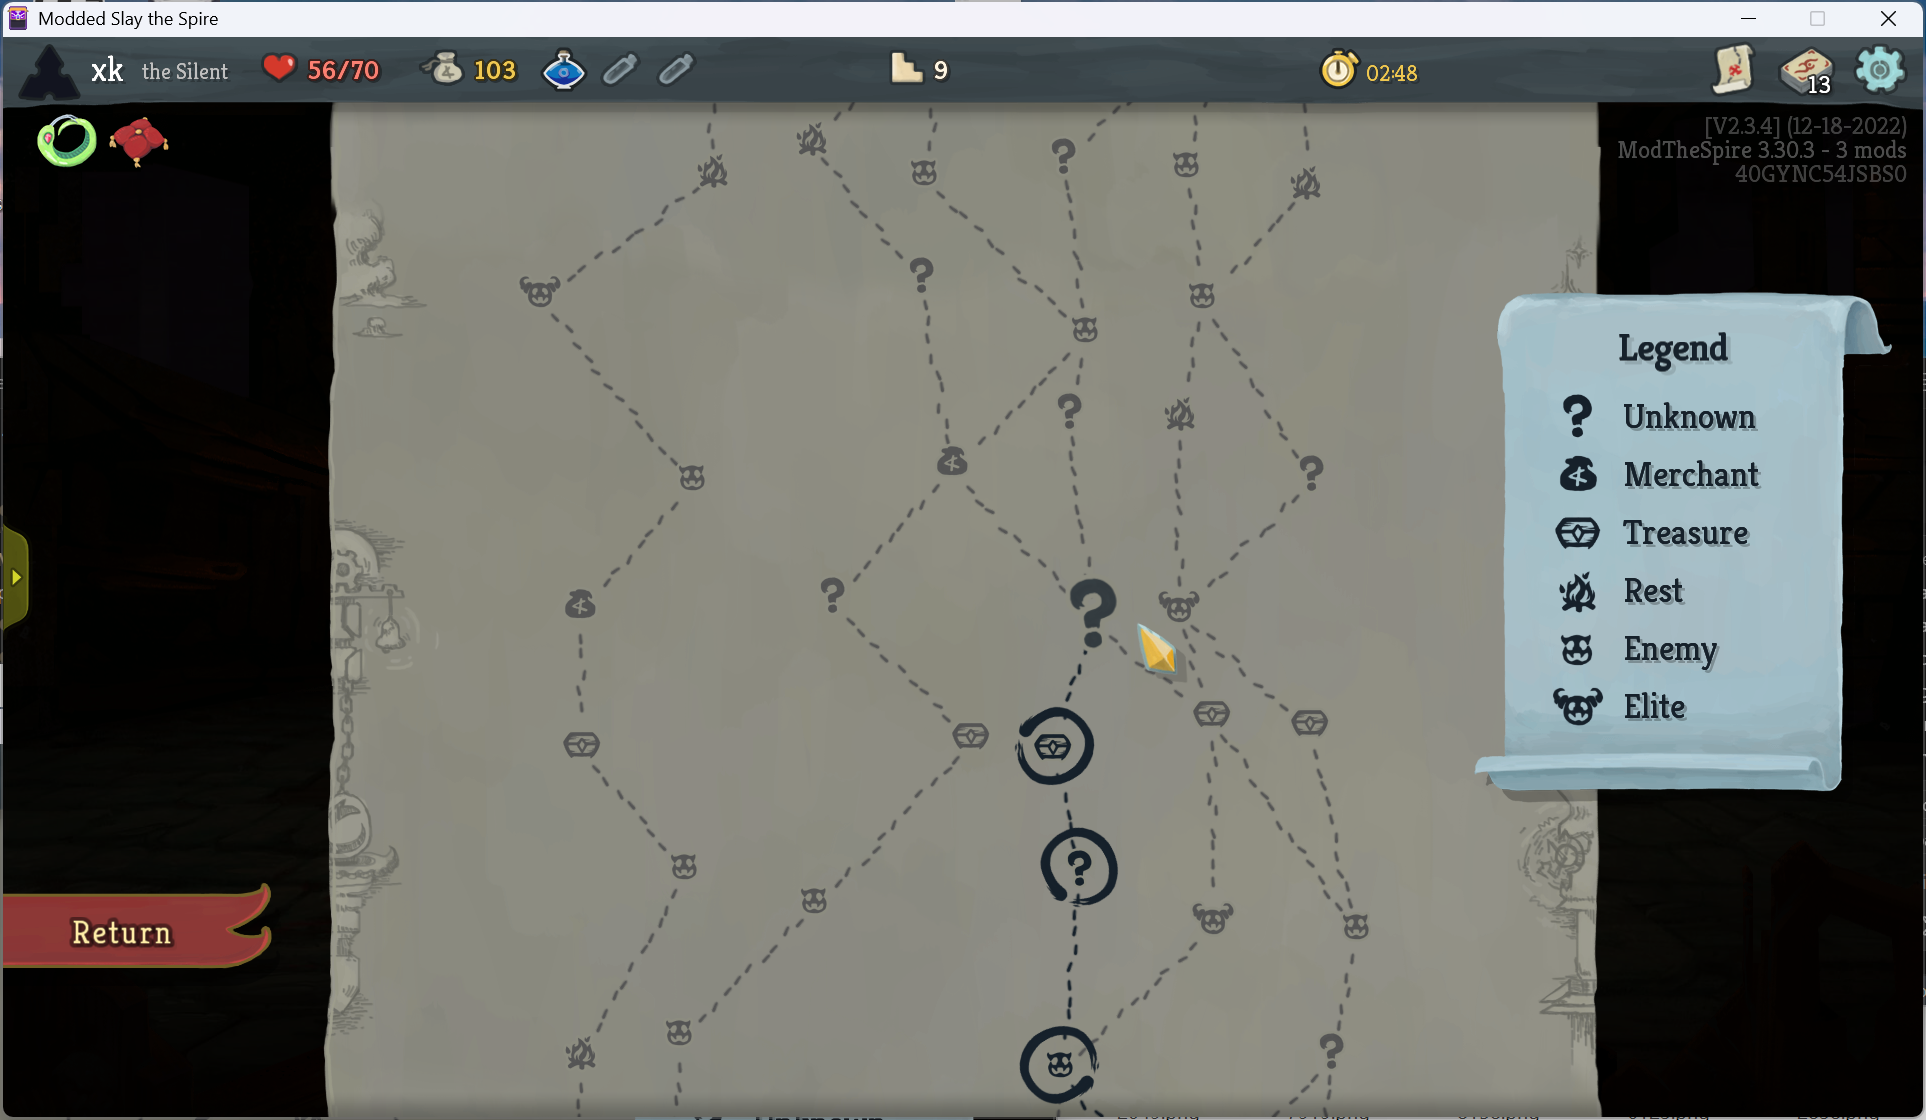 Modded Slay the Spire
xk the Silent 56/70 103 9 02:48 13
[V2.3.4] (12-18-2022)
ModTheSpire 3.30.3 - 3 mods
40GYNC54JSBS0
Legend
Unknown
Merchant
Treasure
Rest
Enemy
Elite
Return